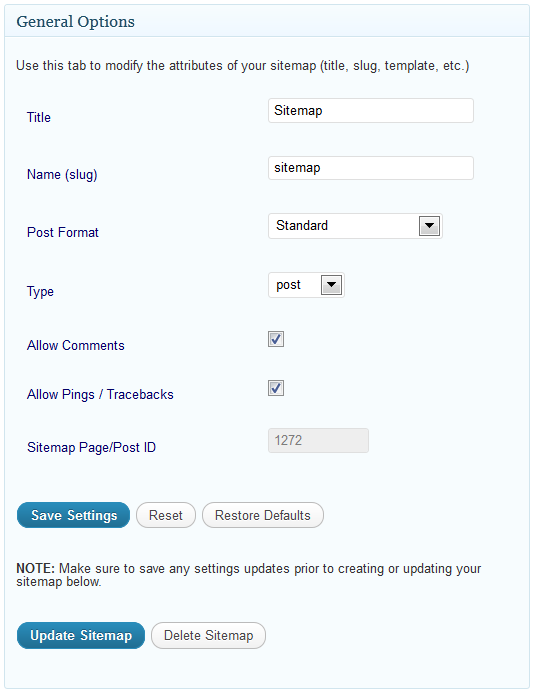 General Options
Use this tab to modify the attributes of your sitemap (title, slug, template, etc.)
Title Sitemap
Name (slug) sitemap
Post Format Standard
Type post
Allow Comments
Allow Pings / Tracebacks
Sitemap Page/Post ID 1272
Save Settings Reset Restore Defaults
NOTE: Make sure to save any settings updates prior to creating or updating your
sitemap below.
Update Sitemap Delete Sitemap